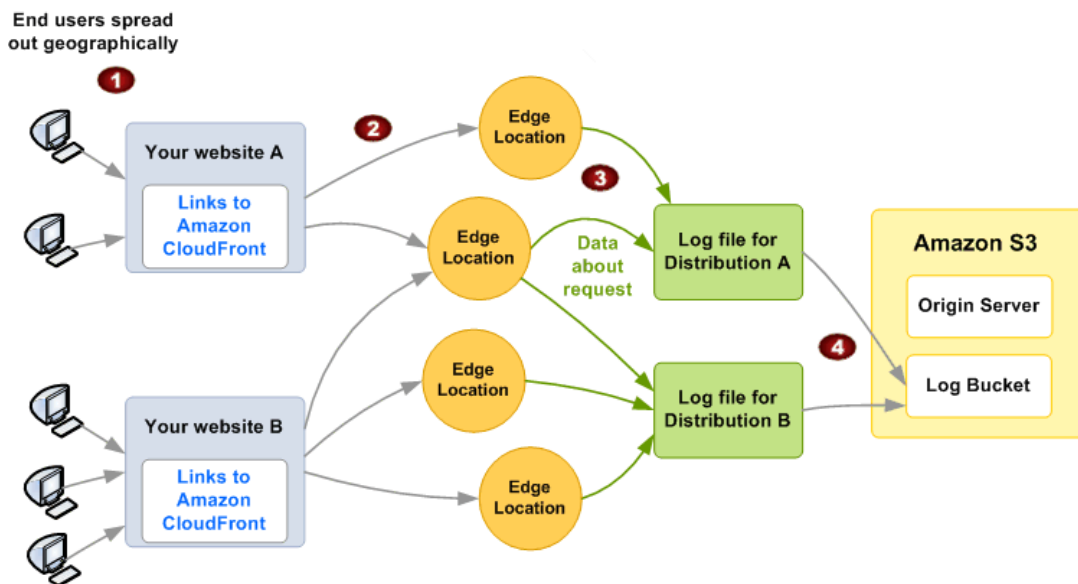 End users spread
out geographically
1
2
Edge
Location
Your website A
Links to
Amazon
CloudFront
3
Edge
Location
Data
about
request
Log file for
Distribution A
Amazon S3
Origin Server
Log Bucket
4
Edge
Location
Log file for
Distribution B
Your website B
Links to
Amazon
CloudFront
Edge
Location